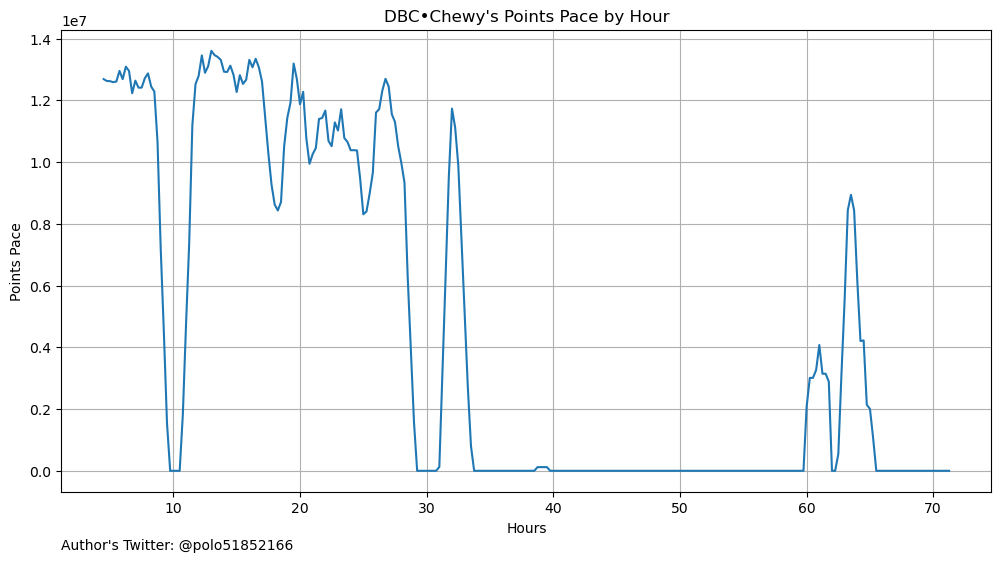 DBC•Chewy's Points Pace by Hour
1e7
1.4
1.2
1.0
0.8
0.6
0.4
0.2
0.0
Points Pace
10 20 30 40 50 60 70
Hours
Author's Twitter: @polo51852166